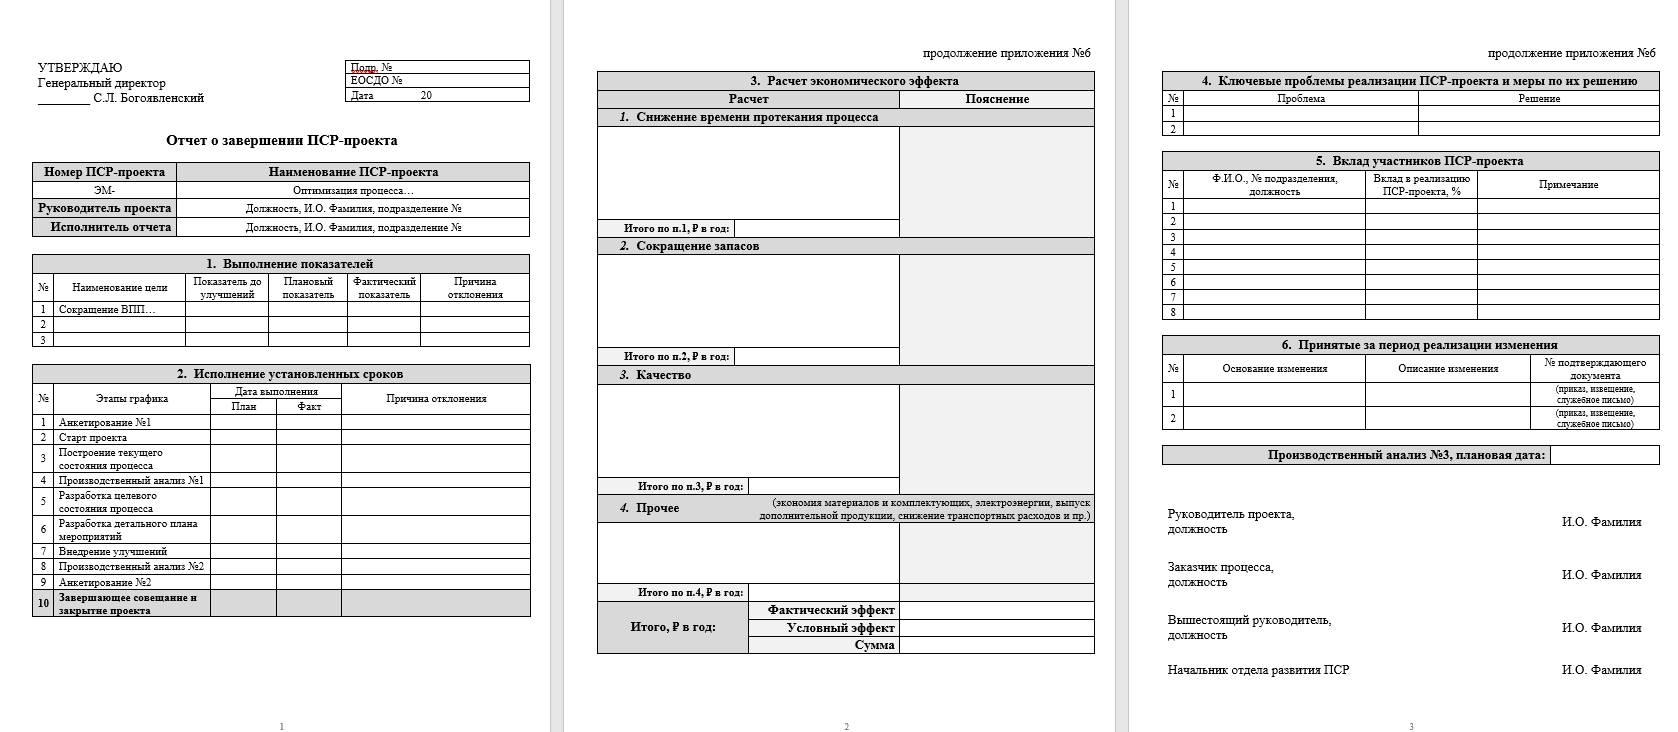 УТВЕРЖДАЮ
Генеральный директор
________ С.Л. Богоявленский
Подр. №
ЕОСДО №
Дата 20
Отчет о завершении ПСР-проекта
Номер ПСР-проекта Наименование ПСР-проекта
ЭМ- Оптимизация процесса…
Руководитель проекта Должность, И.О. Фамилия, подразделение №
Исполнитель отчета Должность, И.О. Фамилия, подразделение №
1. Выполнение показателей
№ Наименование цели Показатель до улучшений Плановый показатель Фактический показатель Причина отклонения
1 Сокращение ВПП…
2
3
2. Исполнение установленных сроков
№ Этапы графика Дата выполнения Причина отклонения
План Факт
1 Анкетирование №1
2 Старт проекта
3 Построение текущего состояния процесса
4 Производственный анализ №1
5 Разработка целевого состояния процесса
6 Разработка детального плана мероприятий
7 Внедрение улучшений
8 Производственный анализ №2
9 Анкетирование №2
10 Завершающее совещание и закрытие проекта
1
продолжение приложения №6
3. Расчет экономического эффекта
Расчет Пояснение
1. Снижение времени протекания процесса
Итого по п.1, ₽ в год:
2. Сокращение запасов
Итого по п.2, ₽ в год:
3. Качество
Итого по п.3, ₽ в год:
4. Прочее (экономия материалов и комплектующих, электроэнергии, выпуск
дополнительной продукции, снижение транспортных расходов и пр.)
Итого по п.4, ₽ в год:
Итого, ₽ в год:
Фактический эффект
Условный эффект
Сумма
2
продолжение приложения №6
4. Ключевые проблемы реализации ПСР-проекта и меры по их решению
№ Проблема Решение
1
2
5. Вклад участников ПСР-проекта
№ Ф.И.О., № подразделения, должность Вклад в реализацию ПСР-проекта, % Примечание
1
2
3
4
5
6
7
8
6. Принятые за период реализации изменения
№ Основание изменения Описание изменения № подтверждающего документа
1 (приказ, извещение, служебное письмо)
2 (приказ, извещение, служебное письмо)
Производственный анализ №3, плановая дата:
Руководитель проекта,
должность И.О. Фамилия
Заказчик процесса,
должность И.О. Фамилия
Вышестоящий руководитель,
должность И.О. Фамилия
Начальник отдела развития ПСР И.О. Фамилия
3